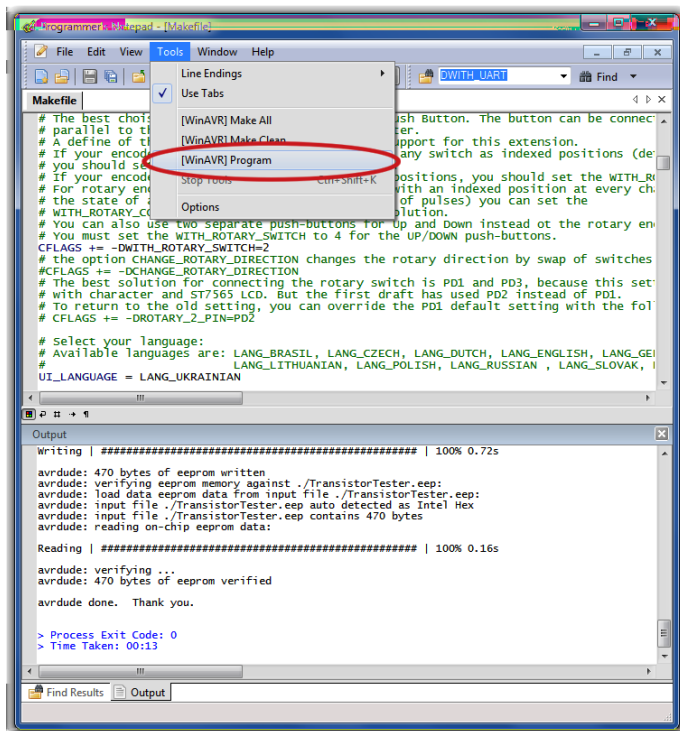 Programmer's Notepad - [Makefile]
File Edit View Tools Window Help
DWITH_UART Find
Line Endings
Use Tabs
[WinAVR] Make All
[WinAVR] Make Clean
[WinAVR] Program
Stop Tools Ctrl+Shift+K
Options
Makefile
# The best choi sh Button. The button can be connec
# parallel to th er.
# A define of th pport for this extension.
# If your encode any switch as indexed positions (de
# you should se
# If your encode positions, you should set the WITH_R
# For rotary en with an indexed position at every ch
# the state of a of pulses) you can set the
# WITH_ROTARY_CO lution.
# You can also use two separate push-buttons for Up and Down instead ot the rotary en
# You must set the WITH_ROTARY_SWITCH to 4 for the UP/DOWN push-buttons.
CFLAGS += -DWITH_ROTARY_SWITCH=2
# the option CHANGE_ROTARY_DIRECTION changes the rotary direction by swap of switches
#CFLAGS += -DCHANGE_ROTARY_DIRECTION
# The best solution for connecting the rotary switch is PD1 and PD3, because this set
# with character and ST7565 LCD. But the first draft has used PD2 instead of PD1.
# To return to the old setting, you can override the PD1 default setting with the fol
# CFLAGS += -DROTARY_2_PIN=PD2
# Select your language:
# Available languages are: LANG_BRASIL, LANG_CZECH, LANG_DUTCH, LANG_ENGLISH, LANG_GE
# LANG_LITHUANIAN, LANG_POLISH, LANG_RUSSIAN , LANG_SLOVAK,
UI_LANGUAGE = LANG_UKRAINIAN
Output
Writing | ################################################## | 100% 0.72s
avrdude: 470 bytes of eeprom written
avrdude: verifying eeprom memory against ./TransistorTester.eep:
avrdude: load data eeprom data from input file ./TransistorTester.eep:
avrdude: input file ./TransistorTester.eep auto detected as Intel Hex
avrdude: input file ./TransistorTester.eep contains 470 bytes
avrdude: reading on-chip eeprom data:
Reading | ################################################## | 100% 0.16s
avrdude: verifying ...
avrdude: 470 bytes of eeprom verified
avrdude done. Thank you.
> Process Exit Code: 0
> Time Taken: 00:13
Find Results Output